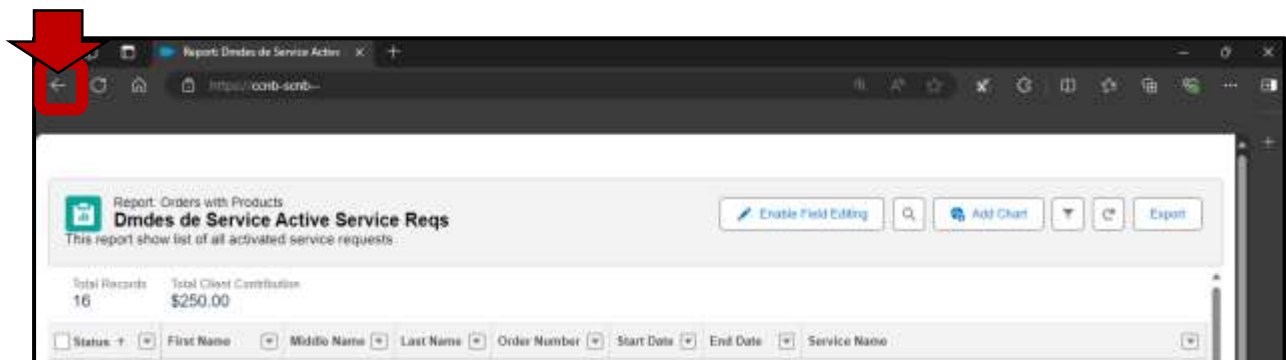 Report: Dmdes de Service Active
https://ccnb-scnb--
Report: Orders with Products
Dmdes de Service Active Service Reqs
This report show list of all activated service requests
Enable Field Editing
Add Chart
Export
Total Records
16
Total Client Contribution
$250.00
Status ↑ First Name Middle Name Last Name Order Number Start Date End Date Service Name